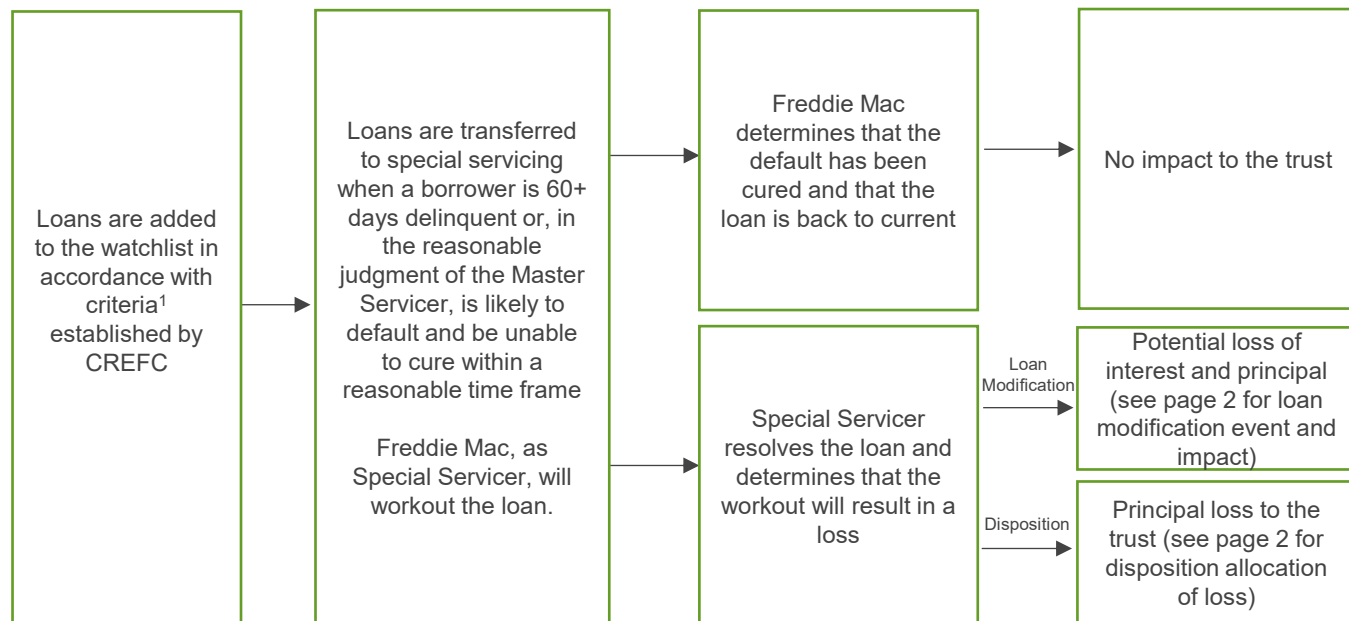 Loans are added
to the watchlist in
accordance with
criteria¹
established by
CREFC
Loans are transferred
to special servicing
when a borrower is 60+
days delinquent or, in
the reasonable
judgment of the Master
Servicer, is likely to
default and be unable
to cure within a
reasonable time frame
Freddie Mac, as
Special Servicer, will
workout the loan.
Freddie Mac
determines that the
default has been
cured and that the
loan is back to current
No impact to the trust
Special Servicer
resolves the loan and
determines that the
workout will result in a
loss
Loan
Modification
Potential loss of
interest and principal
(see page 2 for loan
modification event and
impact)
Disposition
Principal loss to the
trust (see page 2 for
disposition allocation
of loss)